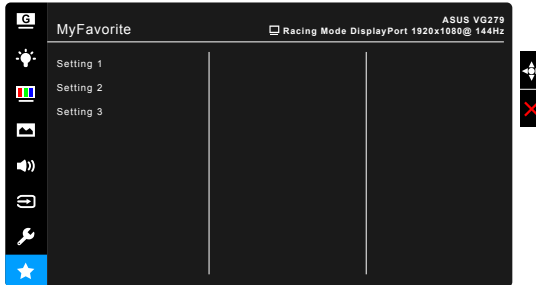 G
ASUS VG279
MyFavorite
Racing Mode DisplayPort 1920x1080@ 144Hz
Setting 1
Setting 2
Setting 3